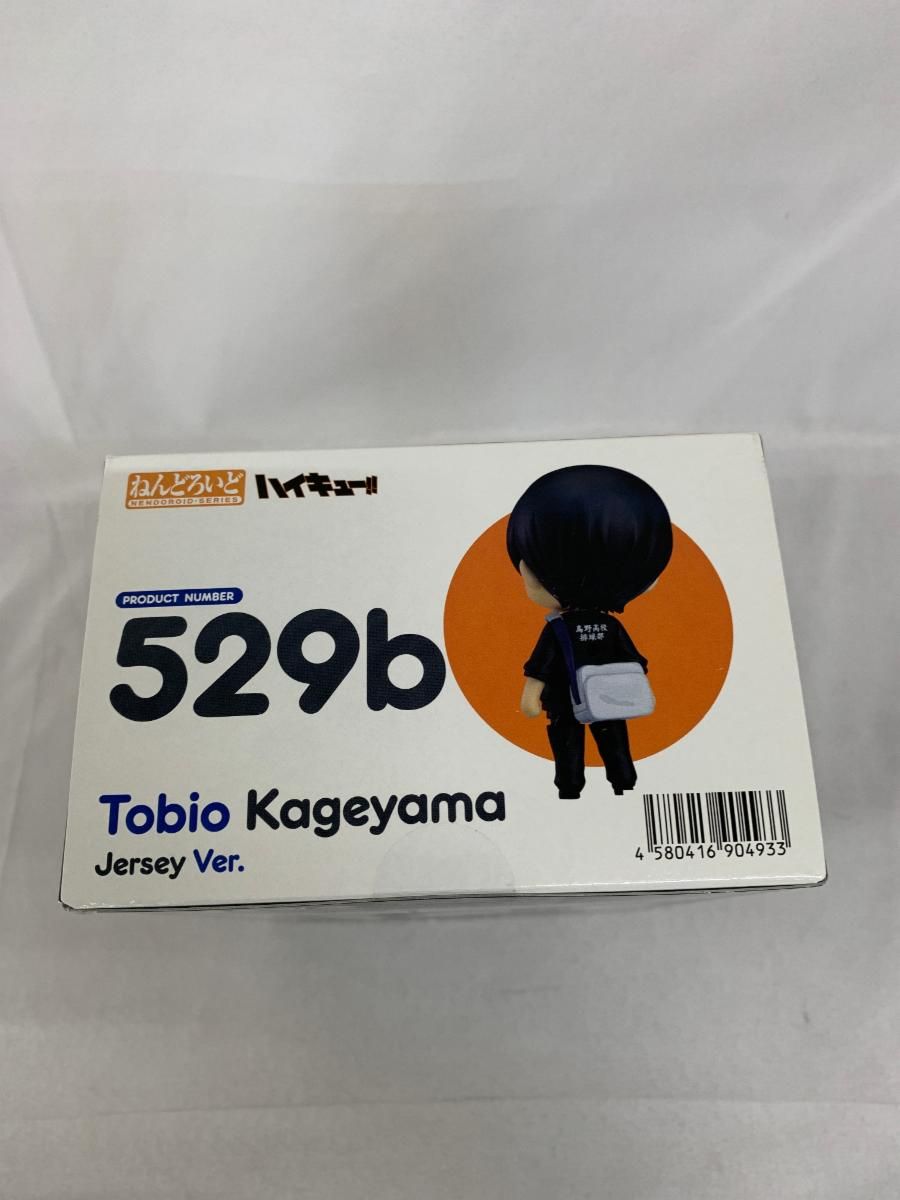 ねんどろいど
NENDOROID・SERIES
ハイキュー!!
PRODUCT NUMBER
529b
烏野高校
排球部
Tobio Kageyama
Jersey Ver.
4 580416 904933